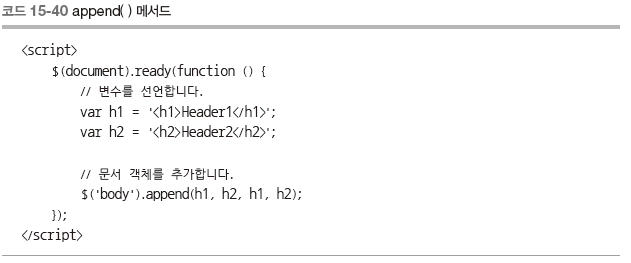 코드 15-40 append( ) 메서드
<script>
$(document).ready(function () {
// 변수를 선언합니다.
var h1 = '<h1>Header1</h1>';
var h2 = '<h2>Header2</h2>';
// 문서 객체를 추가합니다.
$('body').append(h1, h2, h1, h2);
});
</script>